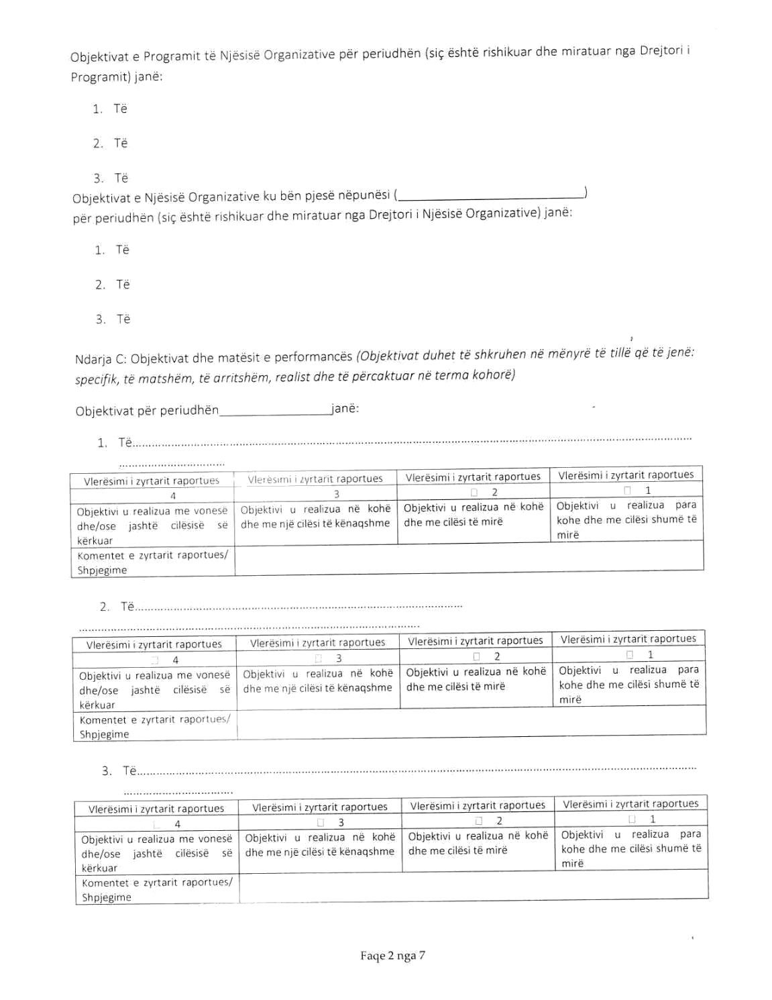 Objektivat e Programit të Njësisë Organizative për periudhën (siç është rishikuar dhe miratuar nga Drejtori i
Programit) janë:
1. Të
2. Të
3. Të
Objektivat e Njësisë Organizative ku bën pjesë nëpunësi (____________________________)
për periudhën (siç është rishikuar dhe miratuar nga Drejtori i Njësisë Organizative) janë:
1. Të
2. Të
3. Të
Ndarja C: Objektivat dhe matësit e performancës (Objektivat duhet të shkruhen në mënyrë të tillë që të jenë:
specifik, të matshëm, të arritshëm, realist dhe të përcaktuar në terma kohorë)
Objektivat për periudhën_________________janë:
1. Të................................................................................
.................................
Vlerësimi i zyrtarit raportues Vlerësimi i zyrtarit raportues Vlerësimi i zyrtarit raportues Vlerësimi i zyrtarit raportues
4 3 ☐ 2 ☐ 1
Objektivi u realizua me vonesë Objektivi u realizua në kohë Objektivi u realizua në kohë Objektivi u realizua para
dhe/ose jashtë cilësisë së dhe me një cilësi të kënaqshme dhe me cilësi të mirë kohe dhe me cilësi shumë të
kërkuar mirë
Komentet e zyrtarit raportues/
Shpjegime
2. Të................................................................................
................................................................................
Vlerësimi i zyrtarit raportues Vlerësimi i zyrtarit raportues Vlerësimi i zyrtarit raportues Vlerësimi i zyrtarit raportues
☐ 4 ☐ 3 ☐ 2 ☐ 1
Objektivi u realizua me vonesë Objektivi u realizua në kohë Objektivi u realizua në kohë Objektivi u realizua para
dhe/ose jashtë cilësisë së dhe me një cilësi të kënaqshme dhe me cilësi të mirë kohe dhe me cilësi shumë të
kërkuar mirë
Komentet e zyrtarit raportues/
Shpjegime
3. Të................................................................................
.................................
Vlerësimi i zyrtarit raportues Vlerësimi i zyrtarit raportues Vlerësimi i zyrtarit raportues Vlerësimi i zyrtarit raportues
☐ 4 ☐ 3 ☐ 2 ☐ 1
Objektivi u realizua me vonesë Objektivi u realizua në kohë Objektivi u realizua në kohë Objektivi u realizua para
dhe/ose jashtë cilësisë së dhe me një cilësi të kënaqshme dhe me cilësi të mirë kohe dhe me cilësi shumë të
kërkuar mirë
Komentet e zyrtarit raportues/
Shpjegime
Faqe 2 nga 7